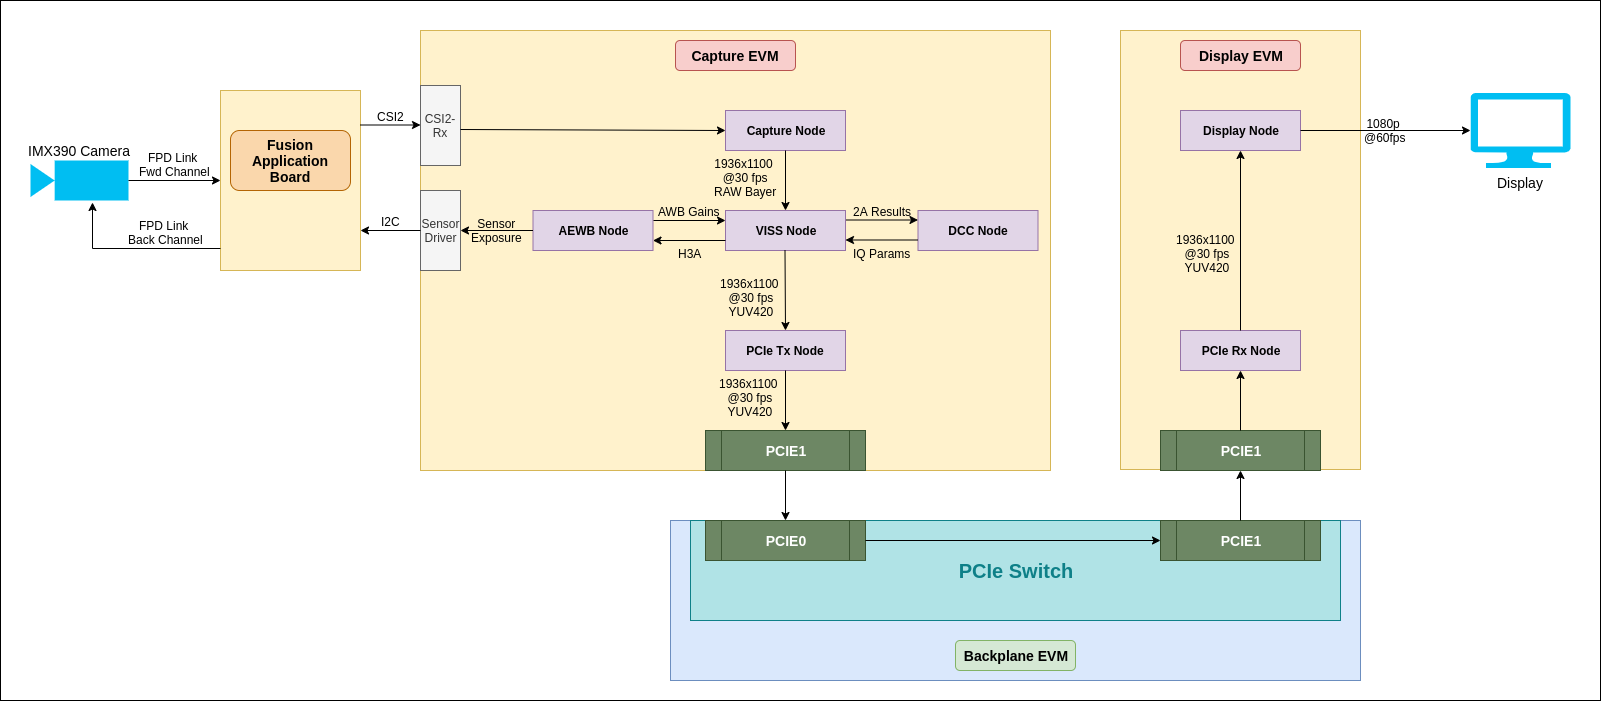 IMX390 Camera
FPD Link
Fwd Channel
FPD Link
Back Channel
Fusion
Application
Board
CSI2
I2C
Capture EVM
CSI2-
Rx
Sensor
Driver
Sensor
Exposure
Capture Node
1936x1100
@30 fps
RAW Bayer
AEWB Node
AWB Gains
H3A
VISS Node
2A Results
IQ Params
DCC Node
1936x1100
@30 fps
YUV420
PCIe Tx Node
1936x1100
@30 fps
YUV420
PCIE1
Display EVM
Display Node
1936x1100
@30 fps
YUV420
PCIe Rx Node
PCIE1
1080p
@60fps
Display
PCIE0
PCIE1
PCIe Switch
Backplane EVM